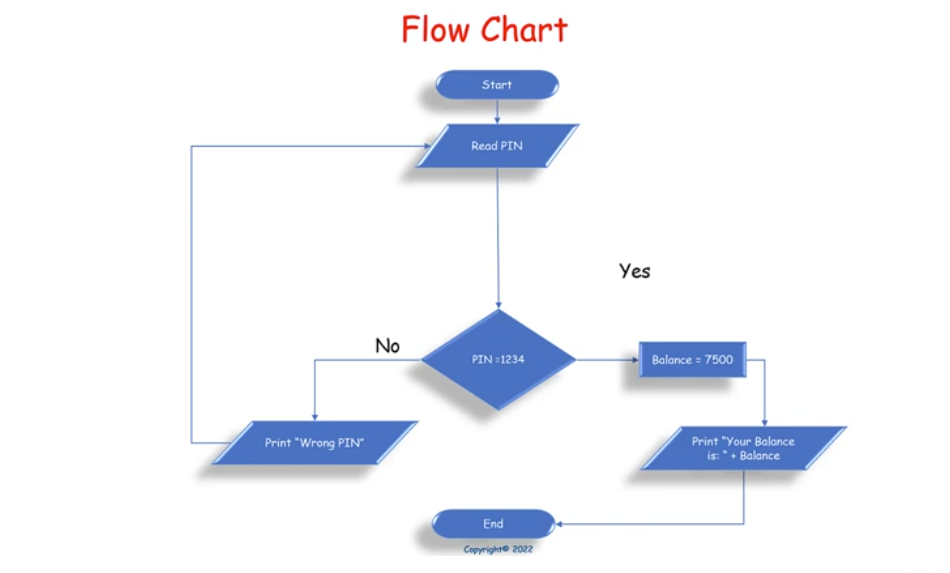 Flow Chart
Start
Read PIN
Yes
No
PIN =1234
Balance = 7500
Print "Wrong PIN"
Print "Your Balance
is: " + Balance
End
Copyright© 2022